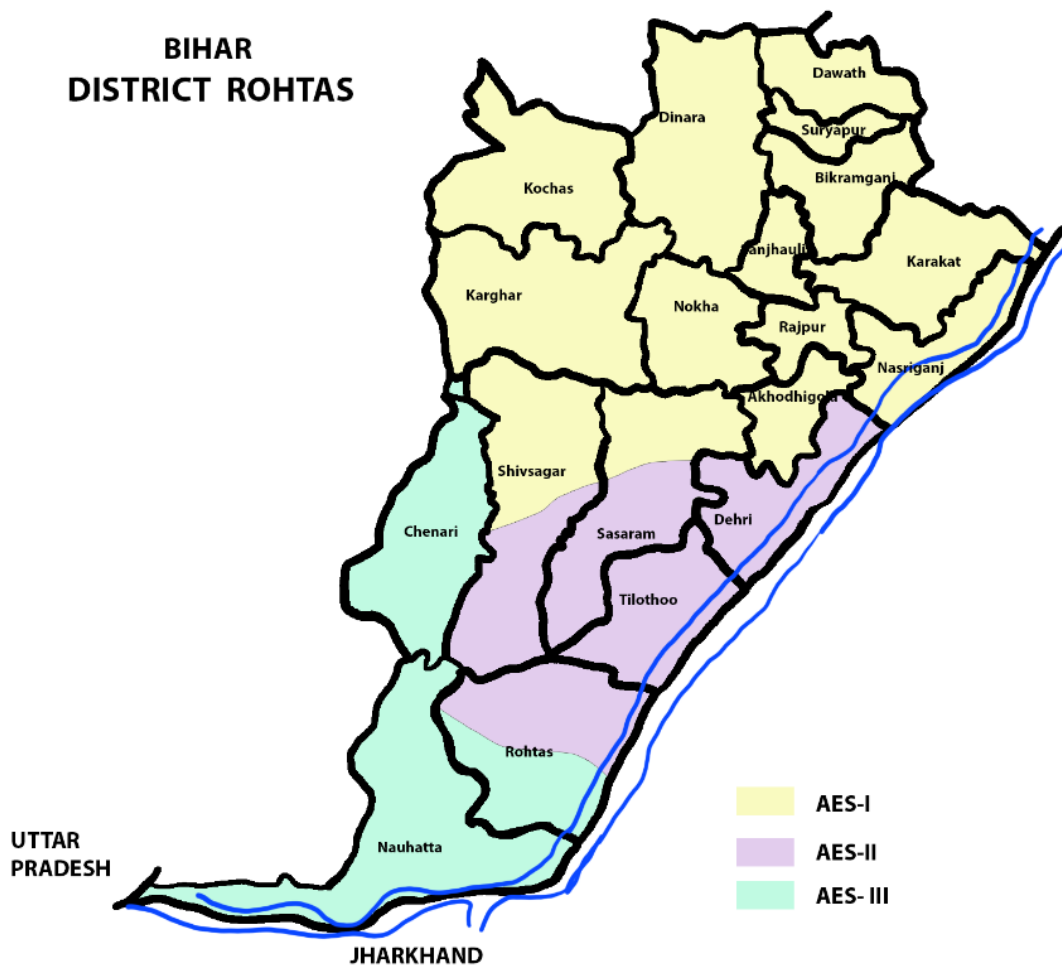 BIHAR
DISTRICT ROHTAS
Dawath
Dinara
Suryapur
Bikramganj
Kochas
Karakat
Karghar
Nokha
Rajpur
Nasriganj
Akhodhigola
Shivsagar
Chenari
Sasaram
Dehri
Tilothoo
Rohtas
Nauhatta
AES-I
AES-II
AES- III
UTTAR
PRADESH
JHARKHAND